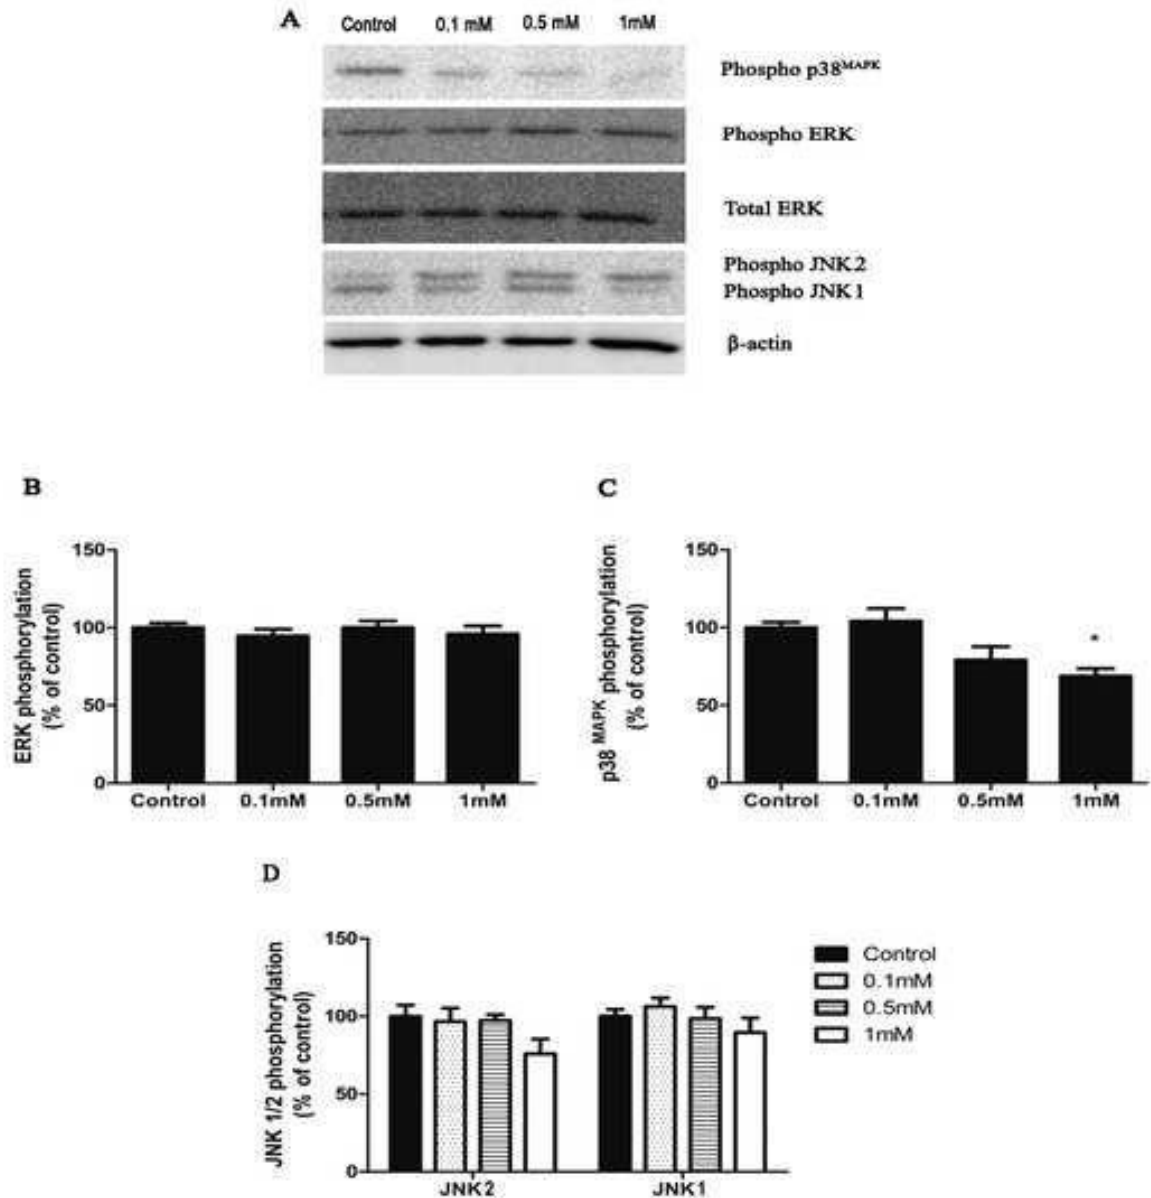 A
Control 0.1 mM 0.5 mM 1mM
Phospho p38MAPK
Phospho ERK
Total ERK
Phospho JNK2
Phospho JNK1
β-actin
B
ERK phosphorylation
(% of control)
150
100
50
0
Control 0.1mM 0.5mM 1mM
C
p38 MAPK phosphorylation
(% of control)
150
100
50
0
*
Control 0.1mM 0.5mM 1mM
D
JNK 1/2 phosphorylation
(% of control)
150
100
50
0
JNK2 JNK1
Control
0.1mM
0.5mM
1mM